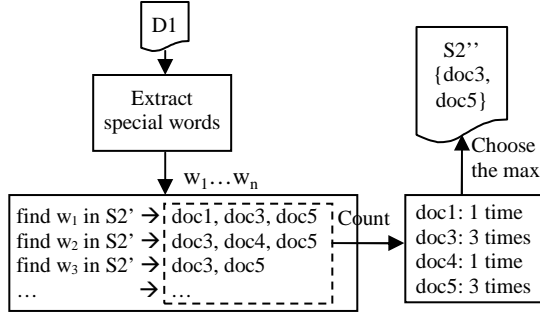 D1
Extract
special words
w₁…wₙ
find w₁ in S2' → doc1, doc3, doc5
find w₂ in S2' → doc3, doc4, doc5
find w₃ in S2' → doc3, doc5
… → …
Count
doc1: 1 time
doc3: 3 times
doc4: 1 time
doc5: 3 times
Choose
the max
S2''
{doc3,
doc5}